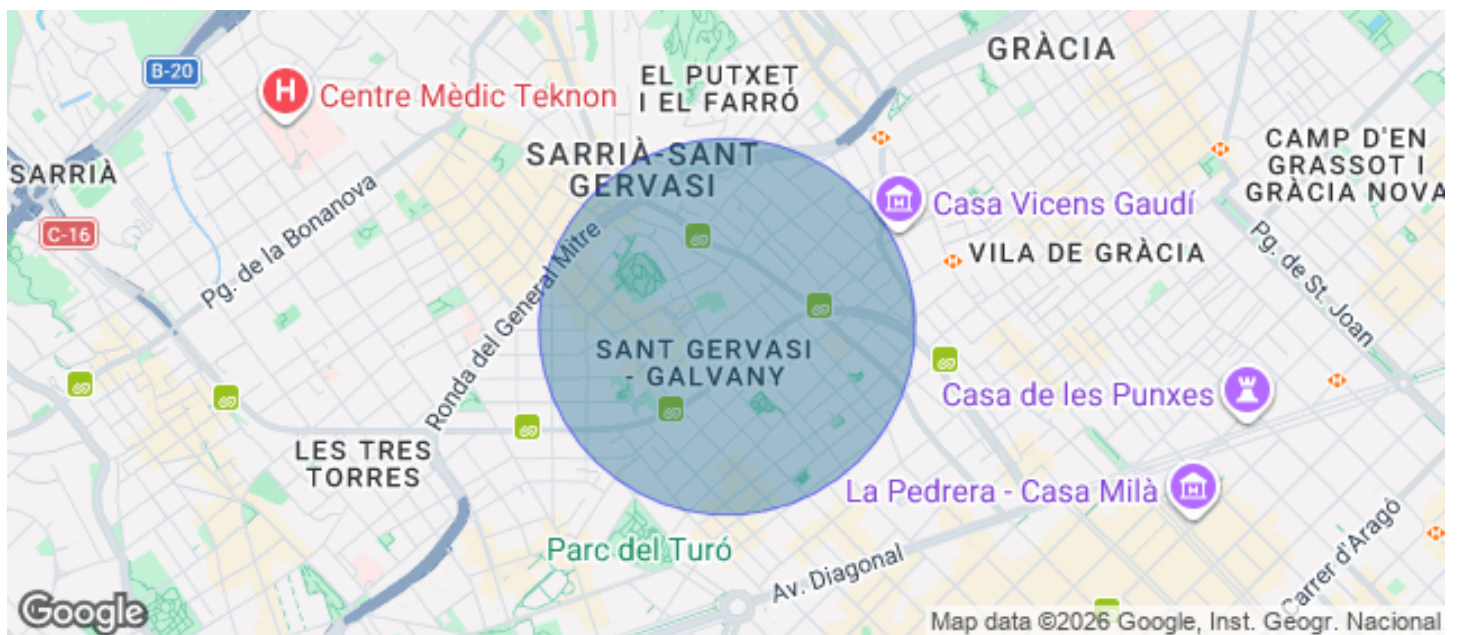 GRÀCIA
B-20
EL PUTXET
I EL FARRÓ
H
Centre Mèdic Teknon
CAMP D'EN
GRASSOT I
GRÀCIA NOVA
SARRIÀ-SANT
GERVASI
SARRIÀ
Casa Vicens Gaudí
C-16
Pg. de la Bonanova
VILA DE GRÀCIA
Pg. de St. Joan
Ronda del General Mitre
SANT GERVASI
- GALVANY
Casa de les Punxes
LES TRES
TORRES
La Pedrera - Casa Milà
Parc del Turó
Av. Diagonal
Carrer d'Aragó
Google
Map data ©2026 Google, Inst. Geogr. Nacional